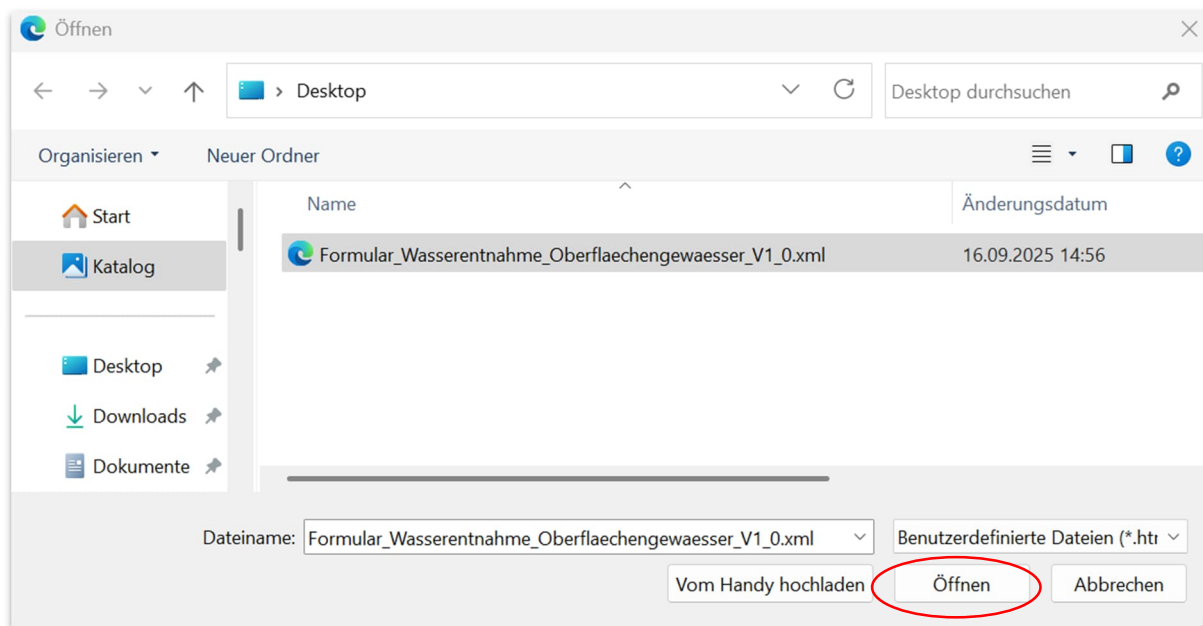 Öffnen
Desktop
Desktop durchsuchen
Organisieren Neuer Ordner
Name Änderungsdatum
Start
Katalog
Formular_Wasserentnahme_Oberflaechengewaesser_V1_0.xml 16.09.2025 14:56
Desktop
Downloads
Dokumente
Dateiname: Formular_Wasserentnahme_Oberflaechengewaesser_V1_0.xml Benutzerdefinierte Dateien (*.htr
Vom Handy hochladen Öffnen Abbrechen